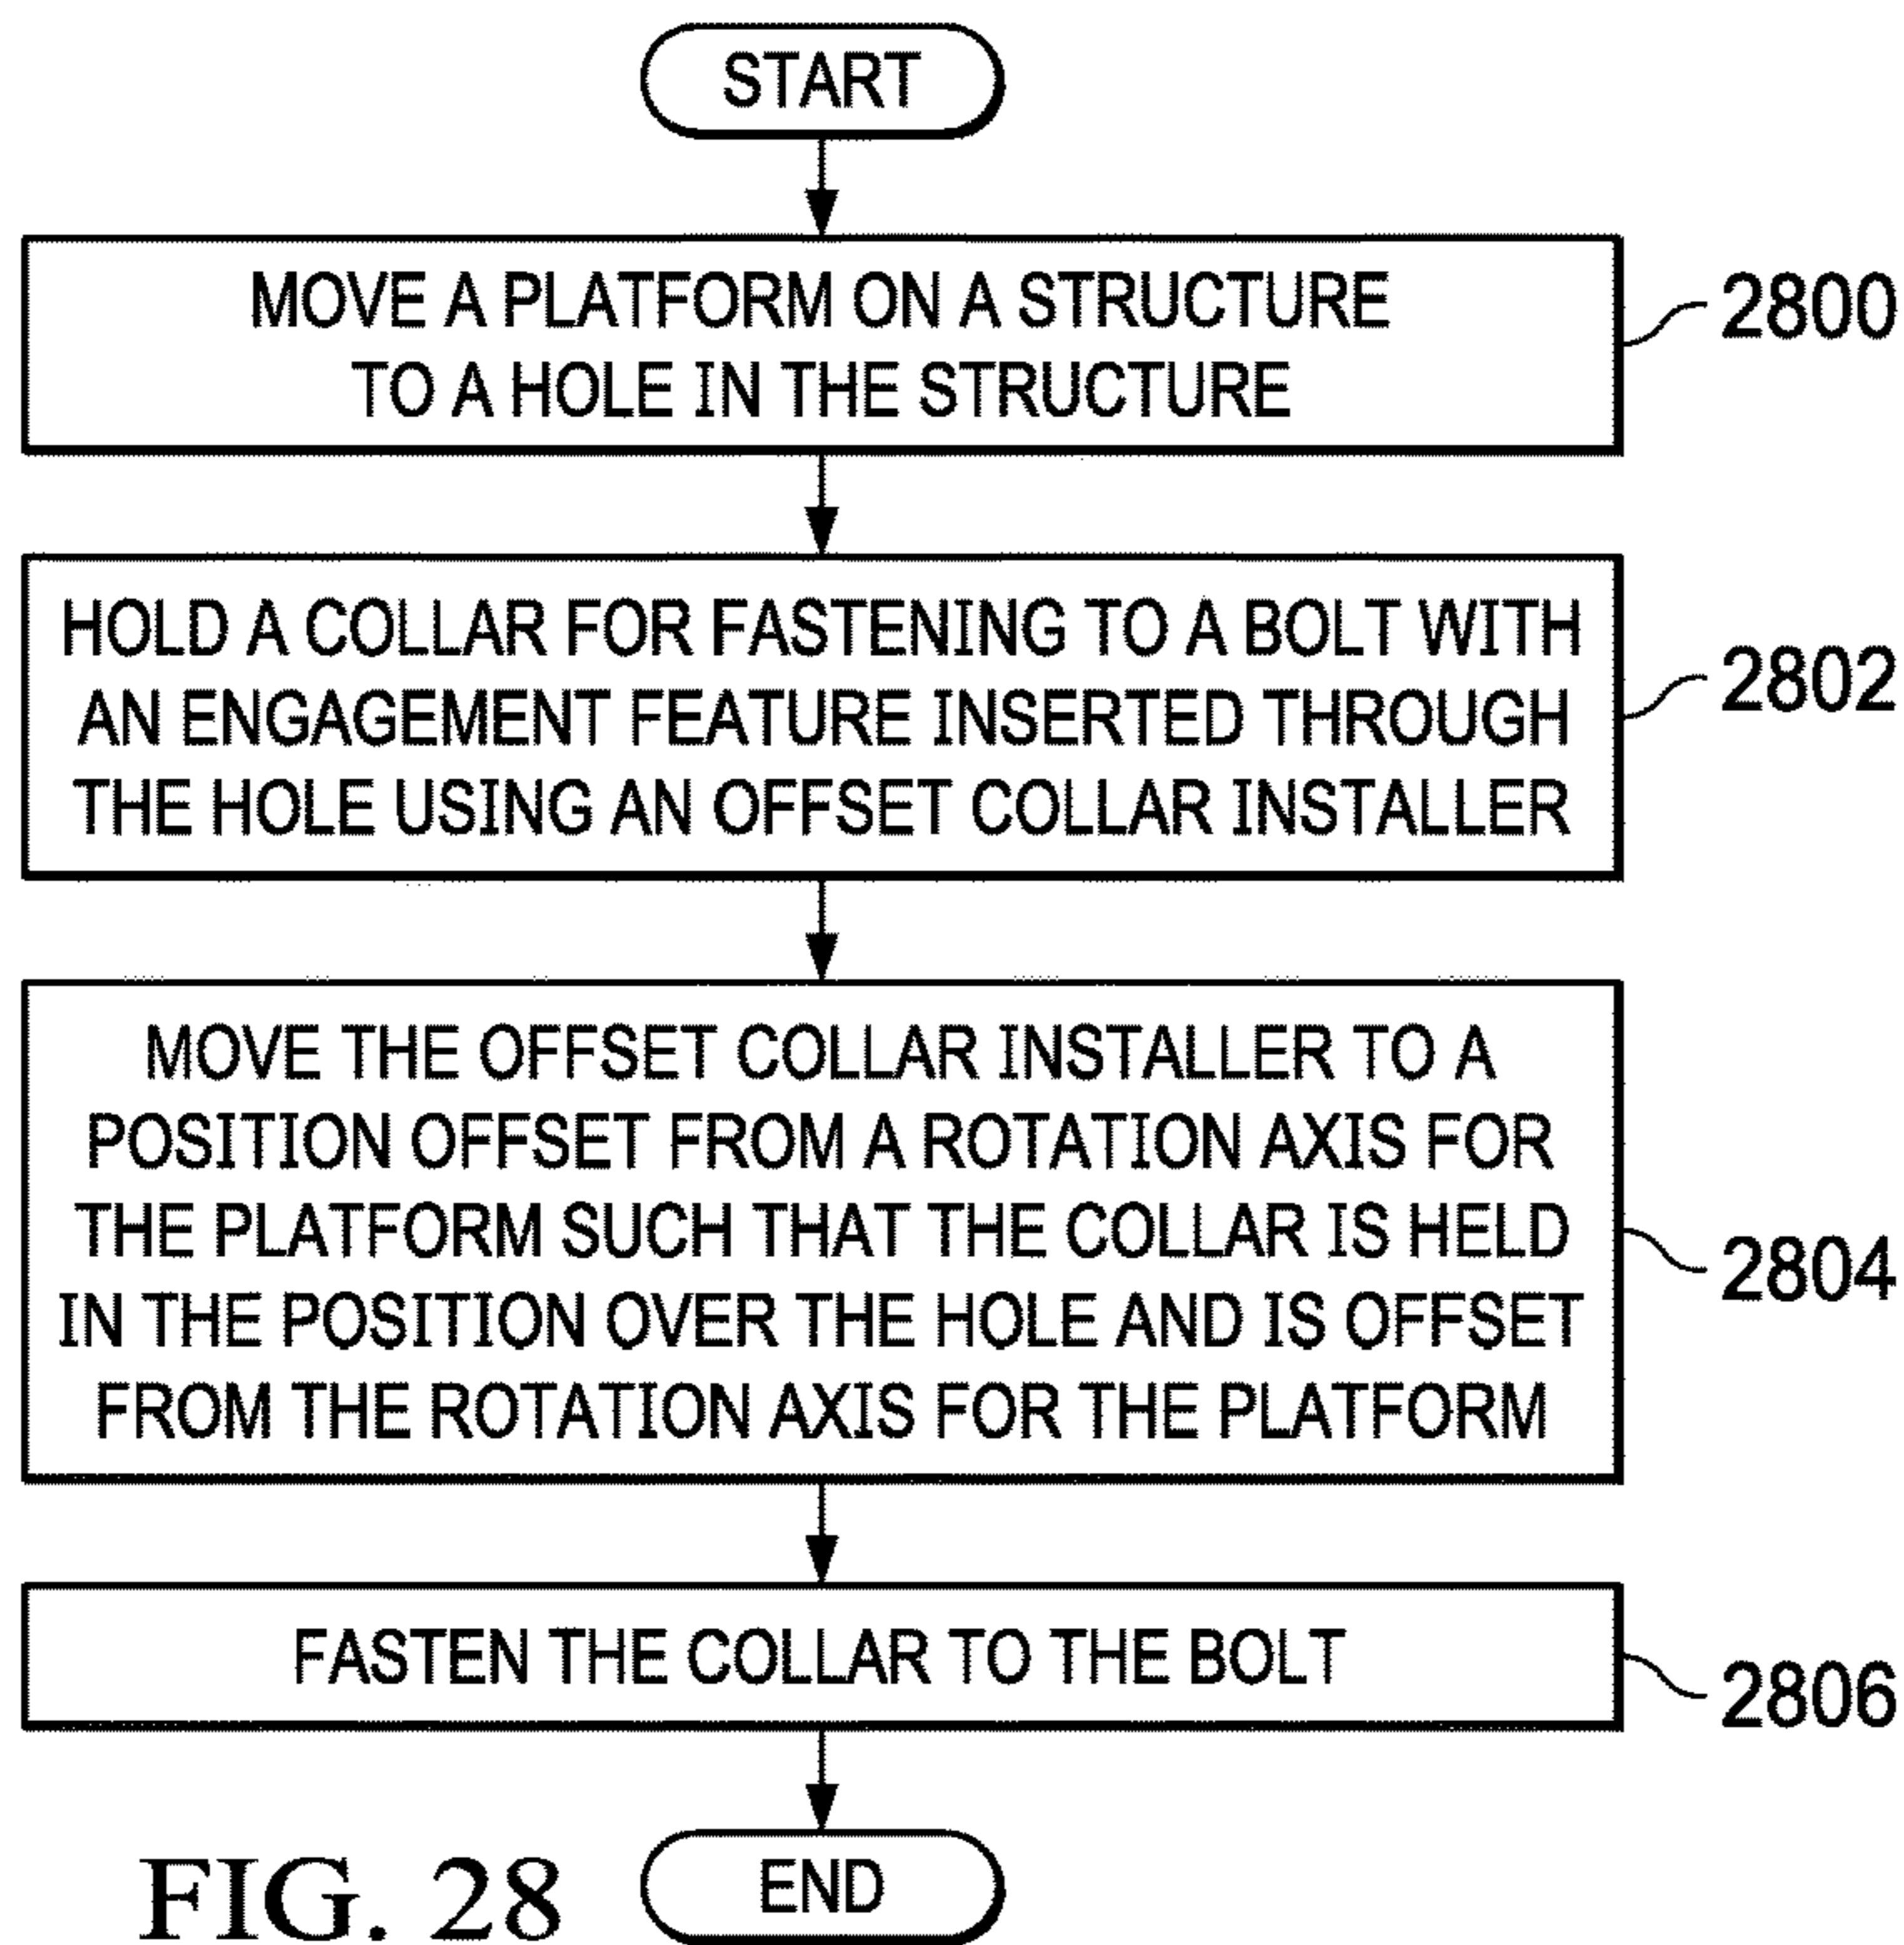 START
MOVE A PLATFORM ON A STRUCTURE
TO A HOLE IN THE STRUCTURE
2800
HOLD A COLLAR FOR FASTENING TO A BOLT WITH
AN ENGAGEMENT FEATURE INSERTED THROUGH
THE HOLE USING AN OFFSET COLLAR INSTALLER
2802
MOVE THE OFFSET COLLAR INSTALLER TO A
POSITION OFFSET FROM A ROTATION AXIS FOR
THE PLATFORM SUCH THAT THE COLLAR IS HELD
IN THE POSITION OVER THE HOLE AND IS OFFSET
FROM THE ROTATION AXIS FOR THE PLATFORM
2804
FASTEN THE COLLAR TO THE BOLT
2806
END
FIG. 28